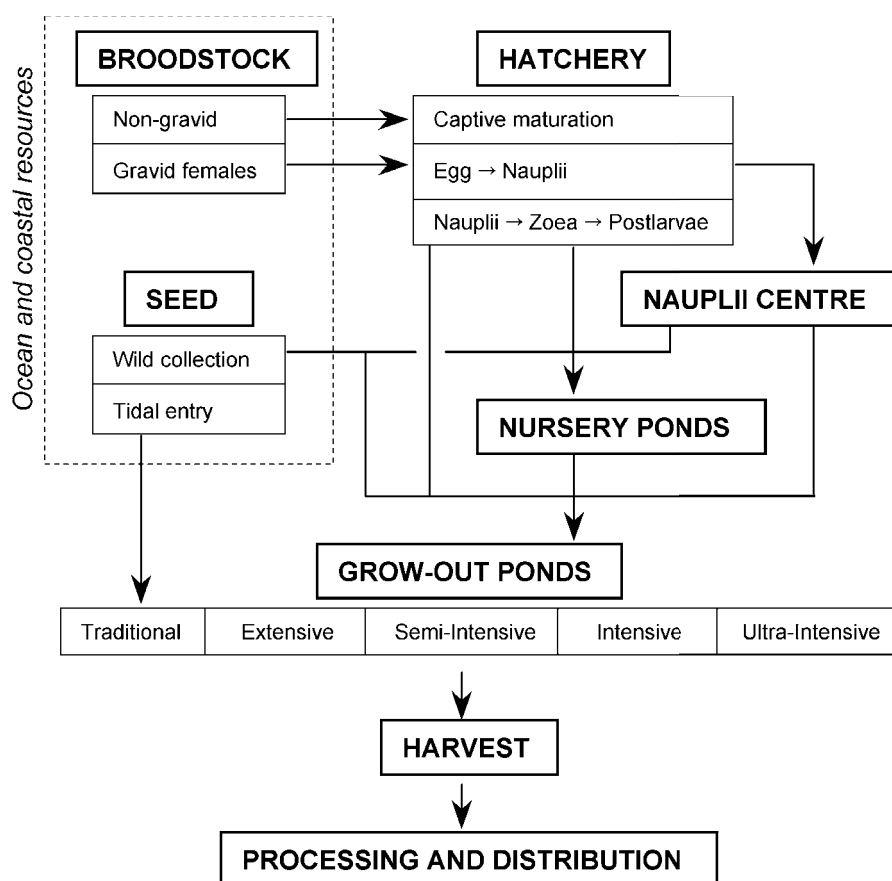 Ocean and coastal resources
BROODSTOCK
Non-gravid
Gravid females
HATCHERY
Captive maturation
Egg → Nauplii
Nauplii → Zoea → Postlarvae
SEED
Wild collection
Tidal entry
NAUPLII CENTRE
NURSERY PONDS
GROW-OUT PONDS
Traditional
Extensive
Semi-Intensive
Intensive
Ultra-Intensive
HARVEST
PROCESSING AND DISTRIBUTION